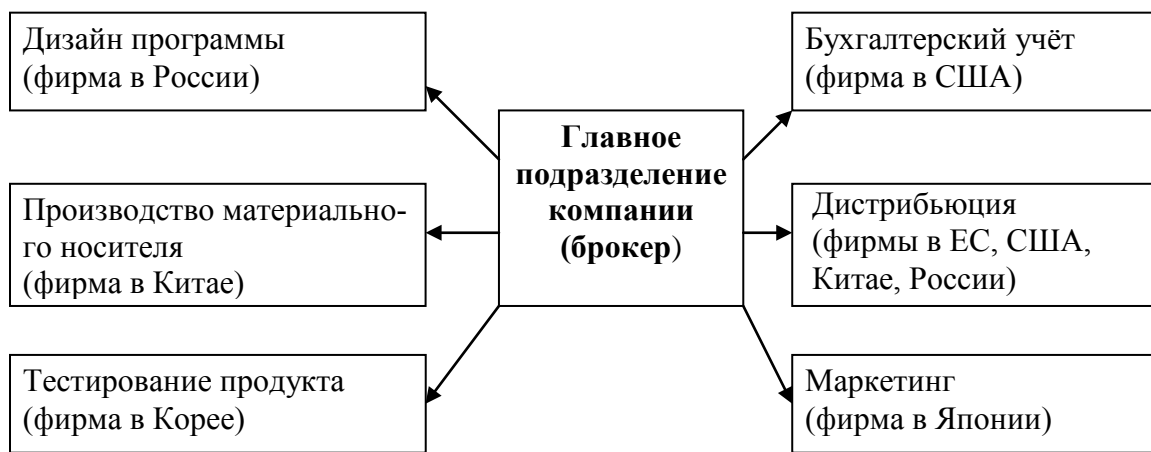 Дизайн программы
(фирма в России)
Производство материально-
го носителя
(фирма в Китае)
Тестирование продукта
(фирма в Корее)
Главное
подразделение
компании
(брокер)
Бухгалтерский учёт
(фирма в США)
Дистрибьюция
(фирмы в ЕС, США,
Китае, России)
Маркетинг
(фирма в Японии)